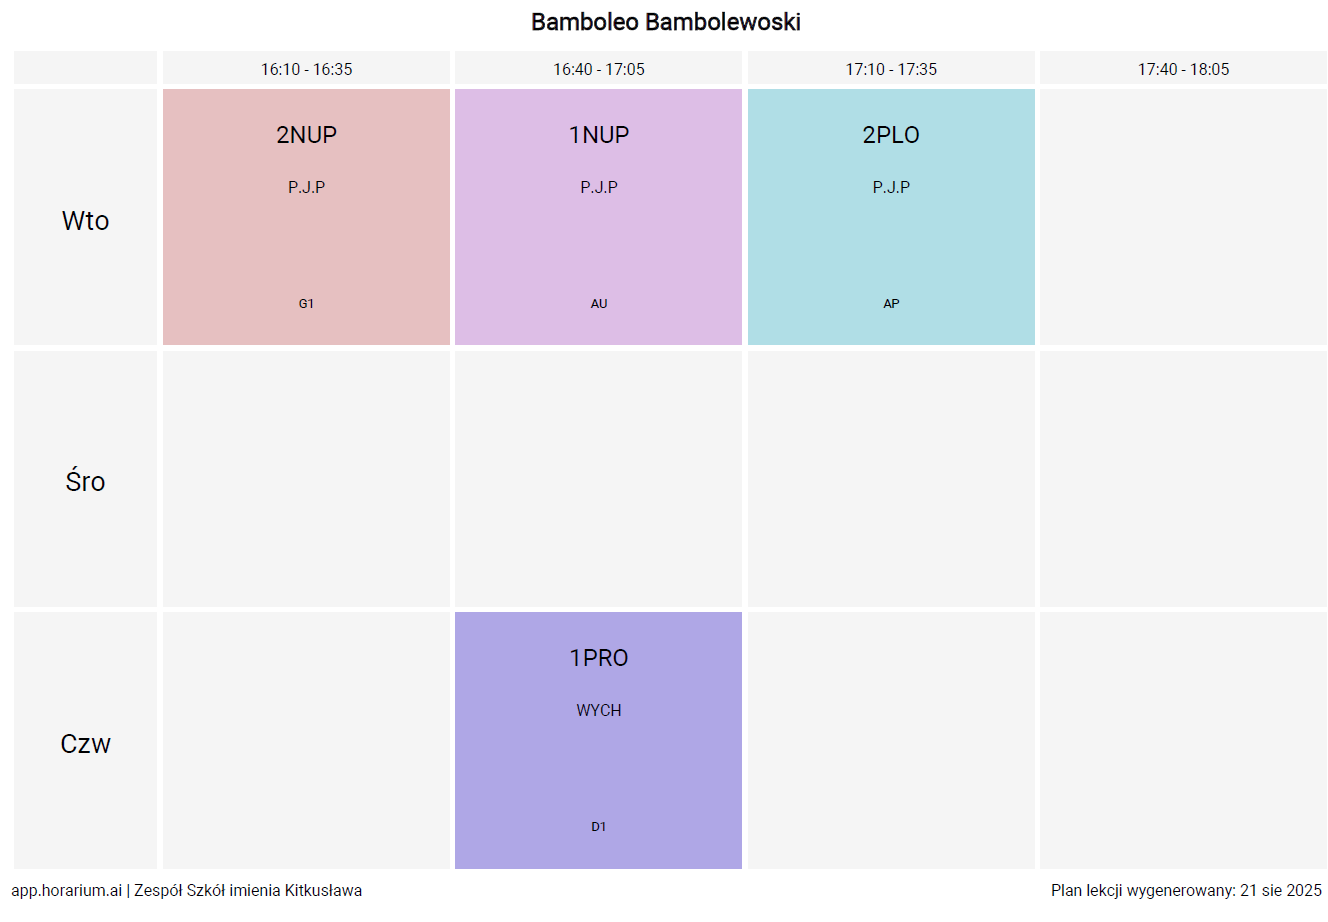 Bamboleo Bambolewoski
16:10 - 16:35
16:40 - 17:05
17:10 - 17:35
17:40 - 18:05
Wto
2NUP
P.J.P
G1
1NUP
P.J.P
AU
2PLO
P.J.P
AP
Śro
Czw
1PRO
WYCH
D1
app.horarium.ai | Zespół Szkół imienia Kitkusława
Plan lekcji wygenerowany: 21 sie 2025